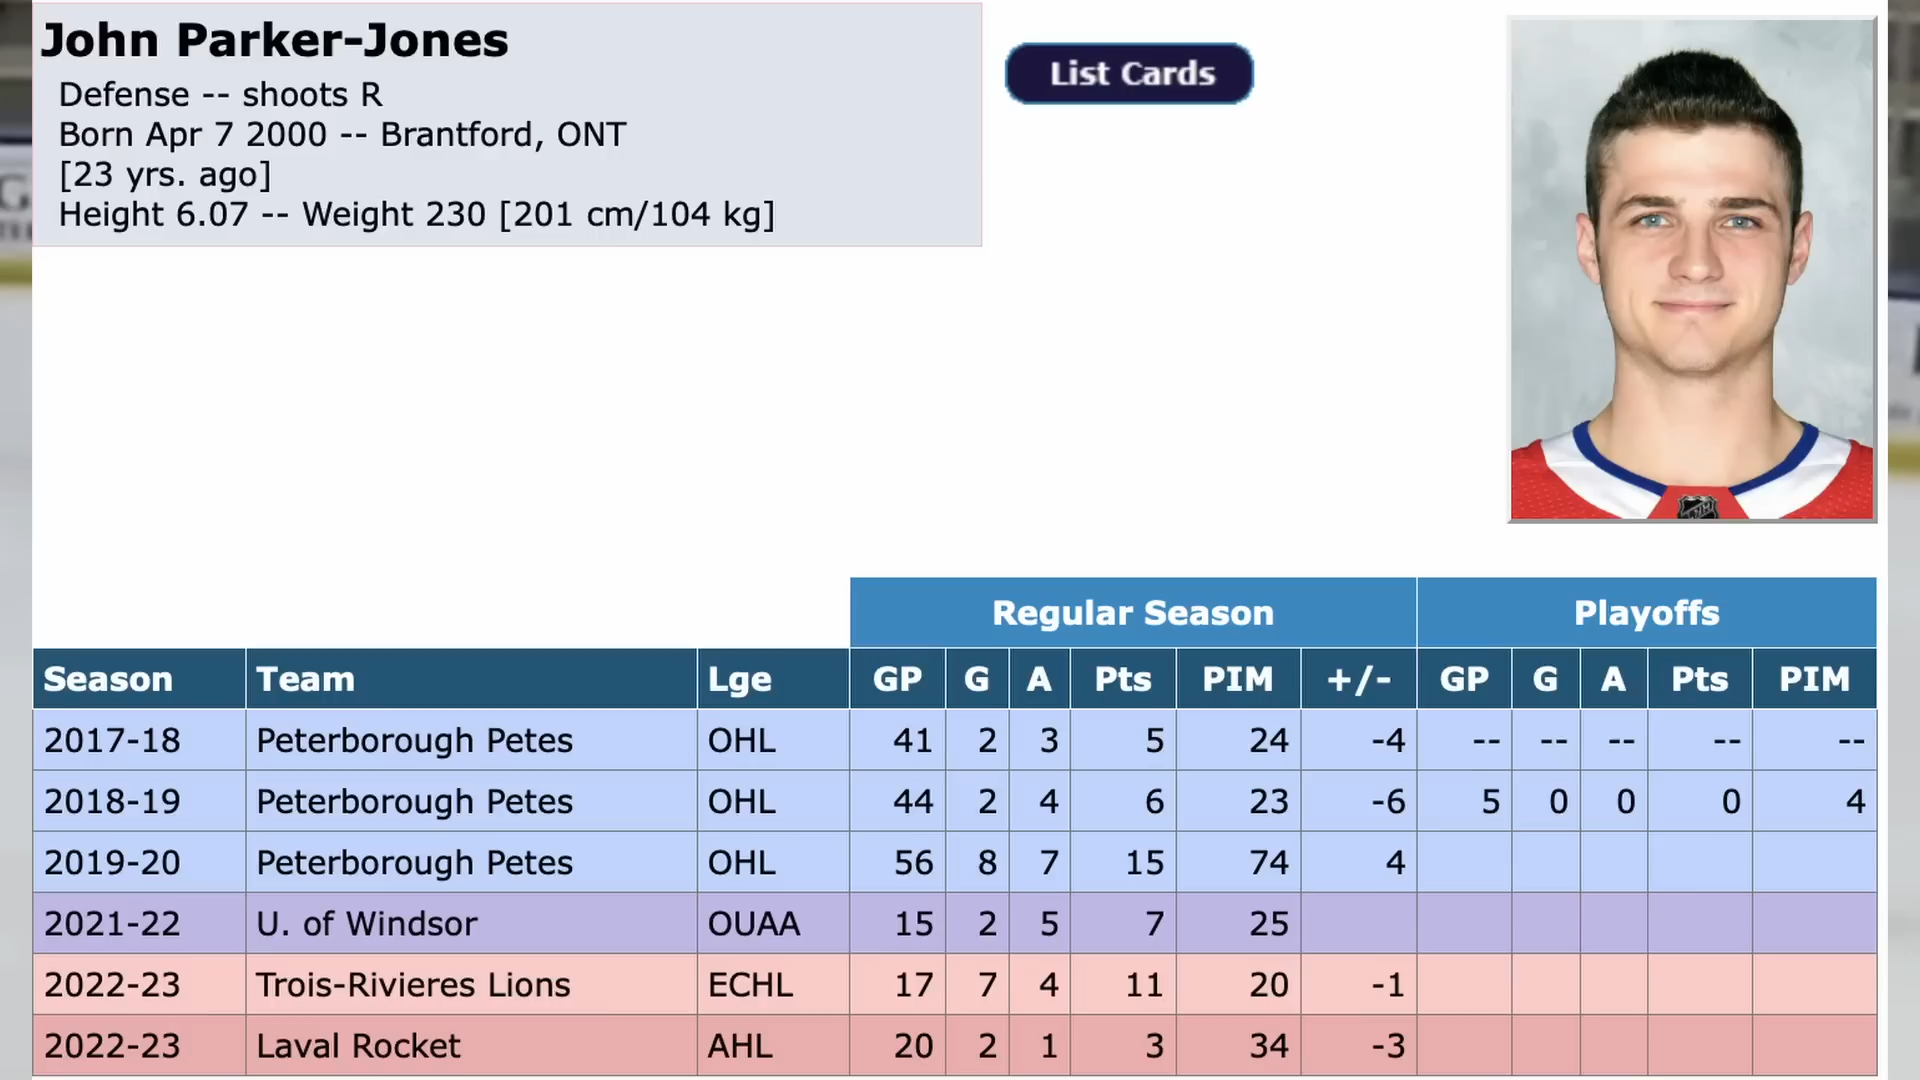 John Parker-Jones
Defense -- shoots R
Born Apr 7 2000 -- Brantford, ONT
[23 yrs. ago]
Height 6.07 -- Weight 230 [201 cm/104 kg]
List Cards
Regular Season Playoffs
Season Team Lge GP G A Pts PIM +/- GP G A Pts PIM
2017-18 Peterborough Petes OHL 41 2 3 5 24 -4 -- -- -- -- --
2018-19 Peterborough Petes OHL 44 2 4 6 23 -6 5 0 0 0 4
2019-20 Peterborough Petes OHL 56 8 7 15 74 4
2021-22 U. of Windsor OUAA 15 2 5 7 25
2022-23 Trois-Rivieres Lions ECHL 17 7 4 11 20 -1
2022-23 Laval Rocket AHL 20 2 1 3 34 -3